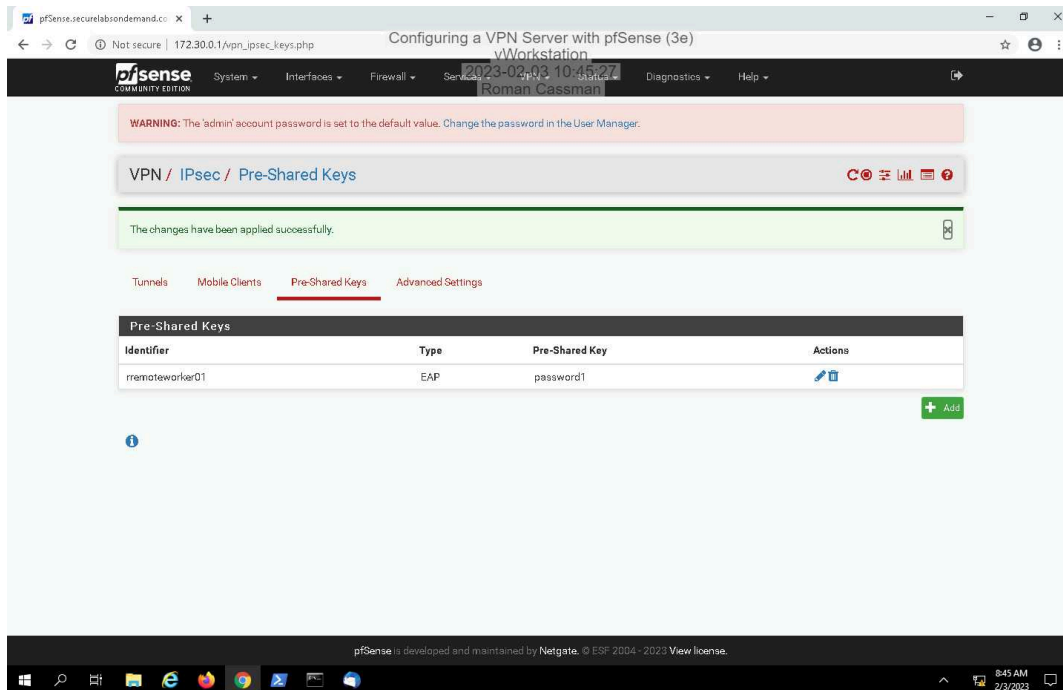 pfSense.securelabsondemand.co
Not secure | 172.30.0.1/vpn_ipsec_keys.php
Configuring a VPN Server with pfSense (3e)
vWorkstation
2023-02-03 10:45:27
Roman Cassman
pfsense
COMMUNITY EDITION
System Interfaces Firewall Services VPN Status Diagnostics Help
WARNING: The 'admin' account password is set to the default value. Change the password in the User Manager.
VPN / IPsec / Pre-Shared Keys
The changes have been applied successfully.
Tunnels Mobile Clients Pre-Shared Keys Advanced Settings
Pre-Shared Keys
Identifier Type Pre-Shared Key Actions
rremoteworker01 EAP password1
Add
pfSense is developed and maintained by Netgate. © ESF 2004 - 2023 View license.
8:45 AM
2/3/2023